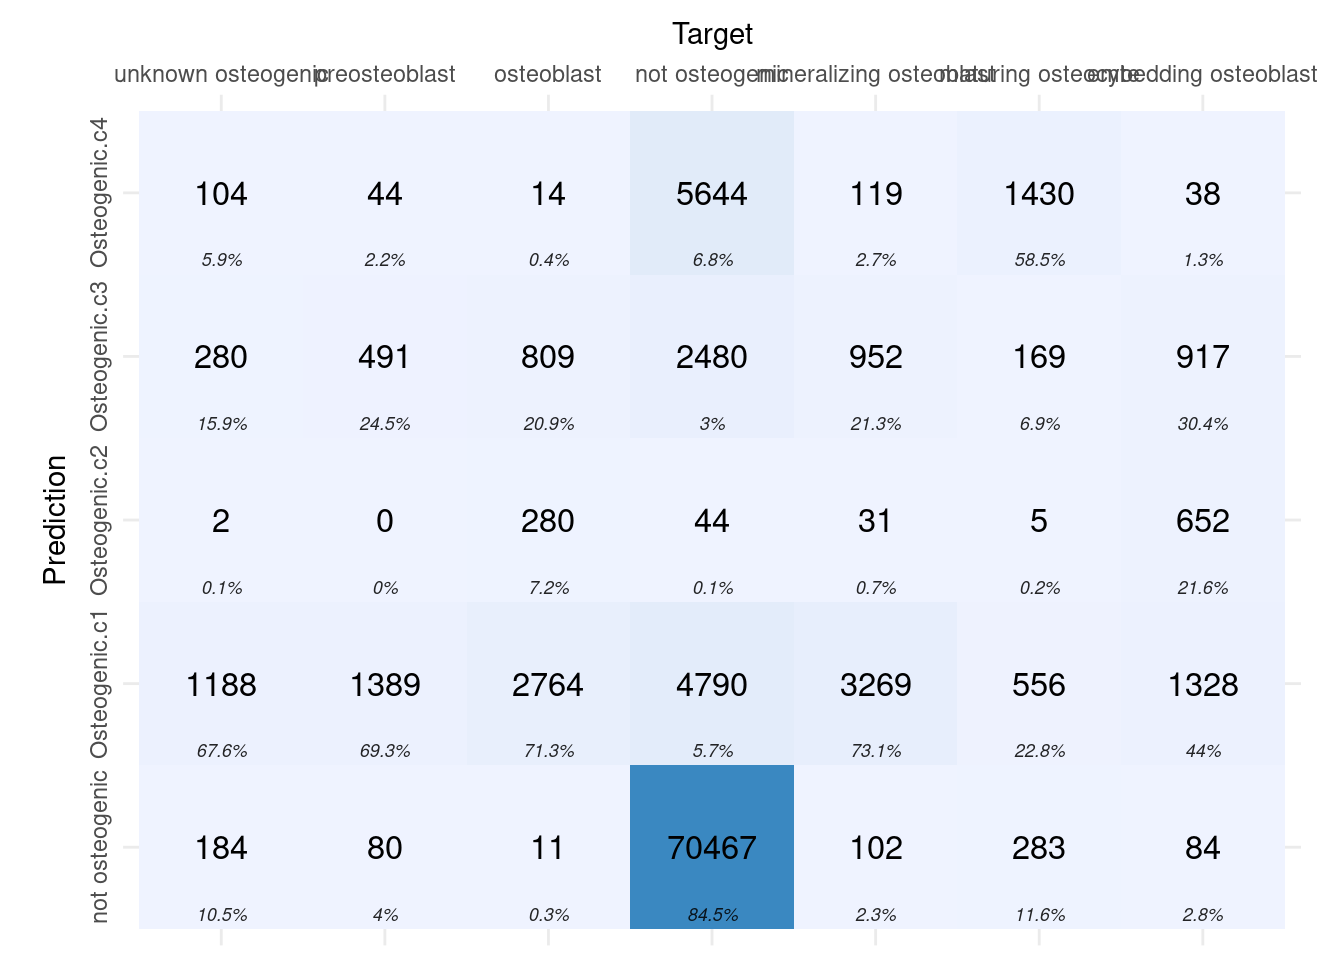 Target
unknown osteogenic preosteoblast osteoblast not osteogenic mineralizing osteoblast maturing osteocyte embedding osteoblast
Prediction
Osteogenic.c4
104 44 14 5644 119 1430 38
5.9% 2.2% 0.4% 6.8% 2.7% 58.5% 1.3%
Osteogenic.c3
280 491 809 2480 952 169 917
15.9% 24.5% 20.9% 3% 21.3% 6.9% 30.4%
Osteogenic.c2
2 0 280 44 31 5 652
0.1% 0% 7.2% 0.1% 0.7% 0.2% 21.6%
Osteogenic.c1
1188 1389 2764 4790 3269 556 1328
67.6% 69.3% 71.3% 5.7% 73.1% 22.8% 44%
not osteogenic
184 80 11 70467 102 283 84
10.5% 4% 0.3% 84.5% 2.3% 11.6% 2.8%